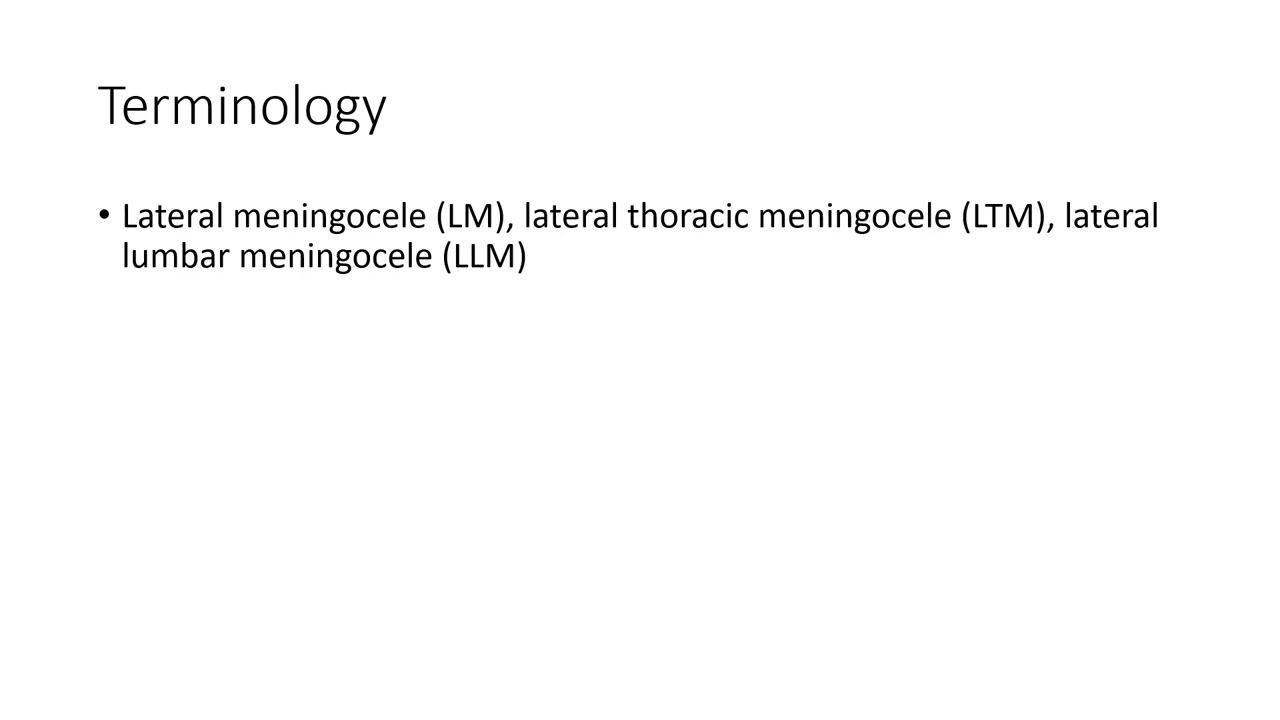 Terminology
• Lateral meningocele (LM), lateral thoracic meningocele (LTM), lateral
lumbar meningocele (LLM)